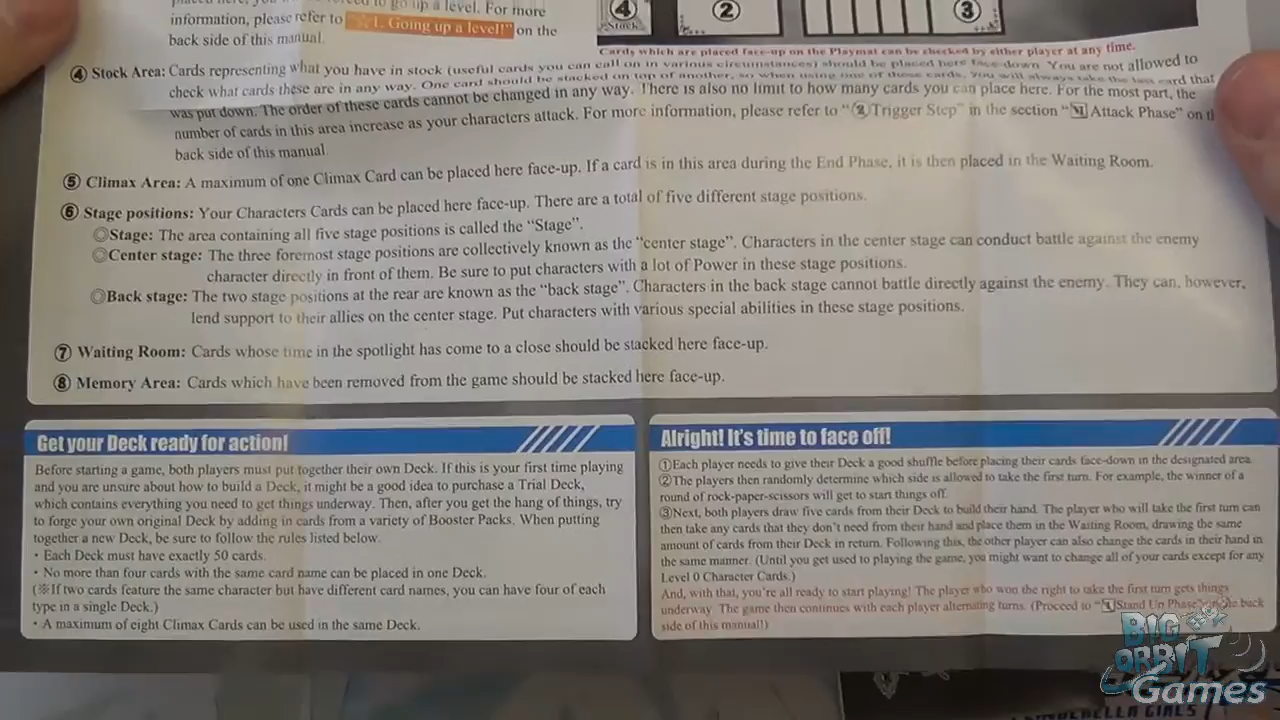 to go up a level. For more
information, please refer to "☆1. Going up a level!" on the
back side of this manual.
④ Stock
②
③
Cards which are placed face-up on the Playmat can be checked by either player at any time.
④ Stock Area: Cards representing what you have in stock (useful cards you can call on in various circumstances) should be placed here face-down. You are not allowed to
check what cards these are in any way. One card should be stacked on top of another, so when using one of these cards, you will always take the last card that
was put down. The order of these cards cannot be changed in any way. There is also no limit to how many cards you can place here. For the most part, the
number of cards in this area increase as your characters attack. For more information, please refer to "②Trigger Step" in the section "4 Attack Phase" on
back side of this manual.
⑤ Climax Area: A maximum of one Climax Card can be placed here face-up. If a card is in this area during the End Phase, it is then placed in the Waiting Room.
⑥ Stage positions: Your Characters Cards can be placed here face-up. There are a total of five different stage positions.
◎Stage: The area containing all five stage positions is called the "Stage".
◎Center stage: The three foremost stage positions are collectively known as the "center stage". Characters in the center stage can conduct battle against the enemy
character directly in front of them. Be sure to put characters with a lot of Power in these stage positions.
◎Back stage: The two stage positions at the rear are known as the "back stage". Characters in the back stage cannot battle directly against the enemy. They can, however,
lend support to their allies on the center stage. Put characters with various special abilities in these stage positions.
⑦ Waiting Room: Cards whose time in the spotlight has come to a close should be stacked here face-up.
⑧ Memory Area: Cards which have been removed from the game should be stacked here face-up.
Get your Deck ready for action!
Before starting a game, both players must put together their own Deck. If this is your first time playing
and you are unsure about how to build a Deck, it might be a good idea to purchase a Trial Deck,
which contains everything you need to get things underway. Then, after you get the hang of things, try
to forge your own original Deck by adding in cards from a variety of Booster Packs. When putting
together a new Deck, be sure to follow the rules listed below.
・Each Deck must have exactly 50 cards.
・No more than four cards with the same card name can be placed in one Deck.
(※If two cards feature the same character but have different card names, you can have four of each
type in a single Deck.)
・A maximum of eight Climax Cards can be used in the same Deck.
Alright! It's time to face off!
①Each player needs to give their Deck a good shuffle before placing their cards face-down in the designated area.
②The players then randomly determine which side is allowed to take the first turn. For example, the winner of a
round of rock-paper-scissors will get to start things off.
③Next, both players draw five cards from their Deck to build their hand. The player who will take the first turn can
then take any cards that they don't need from their hand and place them in the Waiting Room, drawing the same
amount of cards from their Deck in return. Following this, the other player can also change the cards in their hand in
the same manner. (Until you get used to playing the game, you might want to change all of your cards except for any
Level 0 Character Cards.)
And, with that, you're all ready to start playing! The player who won the right to take the first turn gets things
underway. The game then continues with each player alternating turns. (Proceed to "1 Stand Up Phase" on the back
side of this manual!)
BIG
ORBIT
Games
CINDERELLA GIRLS